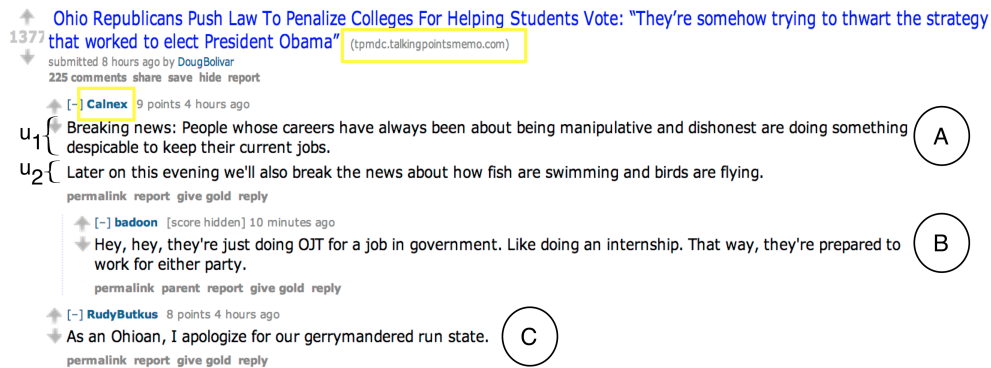 Ohio Republicans Push Law To Penalize Colleges For Helping Students Vote: “They’re somehow trying to thwart the strategy
1377 that worked to elect President Obama” (tpmdc.talkingpointsmemo.com)
submitted 8 hours ago by DougBolivar
225 comments share save hide report
[−] Calnex 9 points 4 hours ago
u1 Breaking news: People whose careers have always been about being manipulative and dishonest are doing something A
despicable to keep their current jobs.
u2 Later on this evening we'll also break the news about how fish are swimming and birds are flying.
permalink report give gold reply
[−] badoon [score hidden] 10 minutes ago
Hey, hey, they're just doing OJT for a job in government. Like doing an internship. That way, they're prepared to B
work for either party.
permalink parent report give gold reply
[−] RudyButkus 8 points 4 hours ago
As an Ohioan, I apologize for our gerrymandered run state. C
permalink report give gold reply